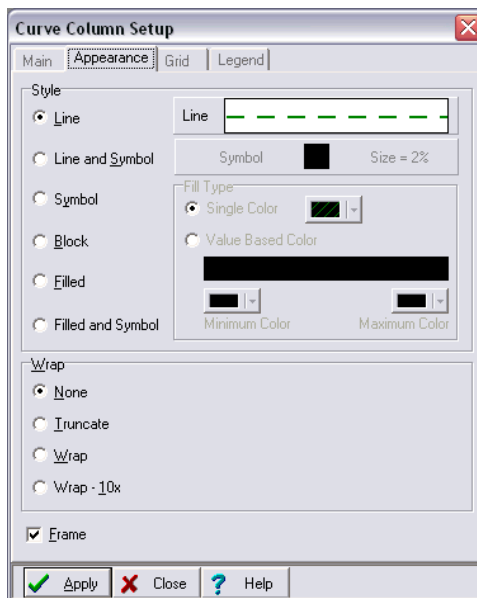 Curve Column Setup
Main Appearance Grid Legend
Style
Line
Line
Line and Symbol
Symbol Size = 2%
Symbol
Fill Type
Single Color
Block
Value Based Color
Filled
Filled and Symbol
Minimum Color Maximum Color
Wrap
None
Truncate
Wrap
Wrap - 10x
Frame
Apply Close Help